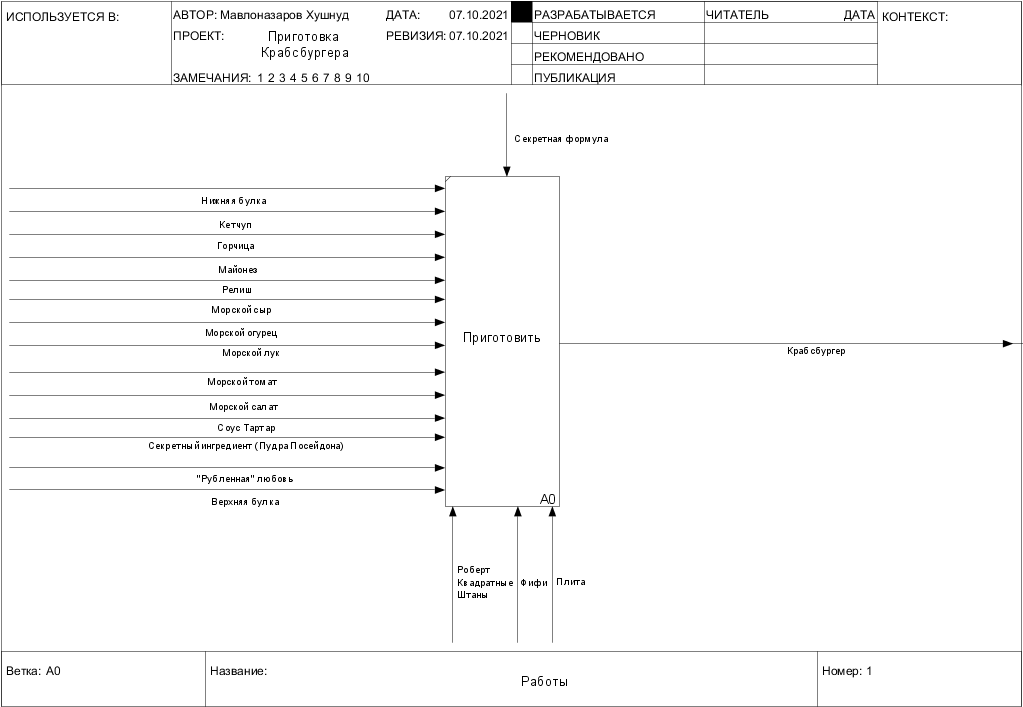 ИСПОЛЬЗУЕТСЯ В:
АВТОР: Мавлоназаров Хушнуд
ДАТА: 07.10.2021
РАЗРАБАТЫВАЕТСЯ
ЧИТАТЕЛЬ
ДАТА
КОНТЕКСТ:
ПРОЕКТ: Приготовка
Крабсбургера
РЕВИЗИЯ: 07.10.2021
ЧЕРНОВИК
РЕКОМЕНДОВАНО
ЗАМЕЧАНИЯ: 1 2 3 4 5 6 7 8 9 10
ПУБЛИКАЦИЯ
Секретная формула
Нижняя булка
Кетчуп
Горчица
Майонез
Релиш
Морской сыр
Морской огурец
Морской лук
Морской томат
Морской салат
Соус Тартар
Секретный ингредиент (Пудра Посейдона)
"Рубленная" любовь
Верхняя булка
Приготовить
A0
Крабсбургер
Роберт
Квадратные
Штаны
Фифи
Плита
Ветка: A0
Название:
Работы
Номер: 1